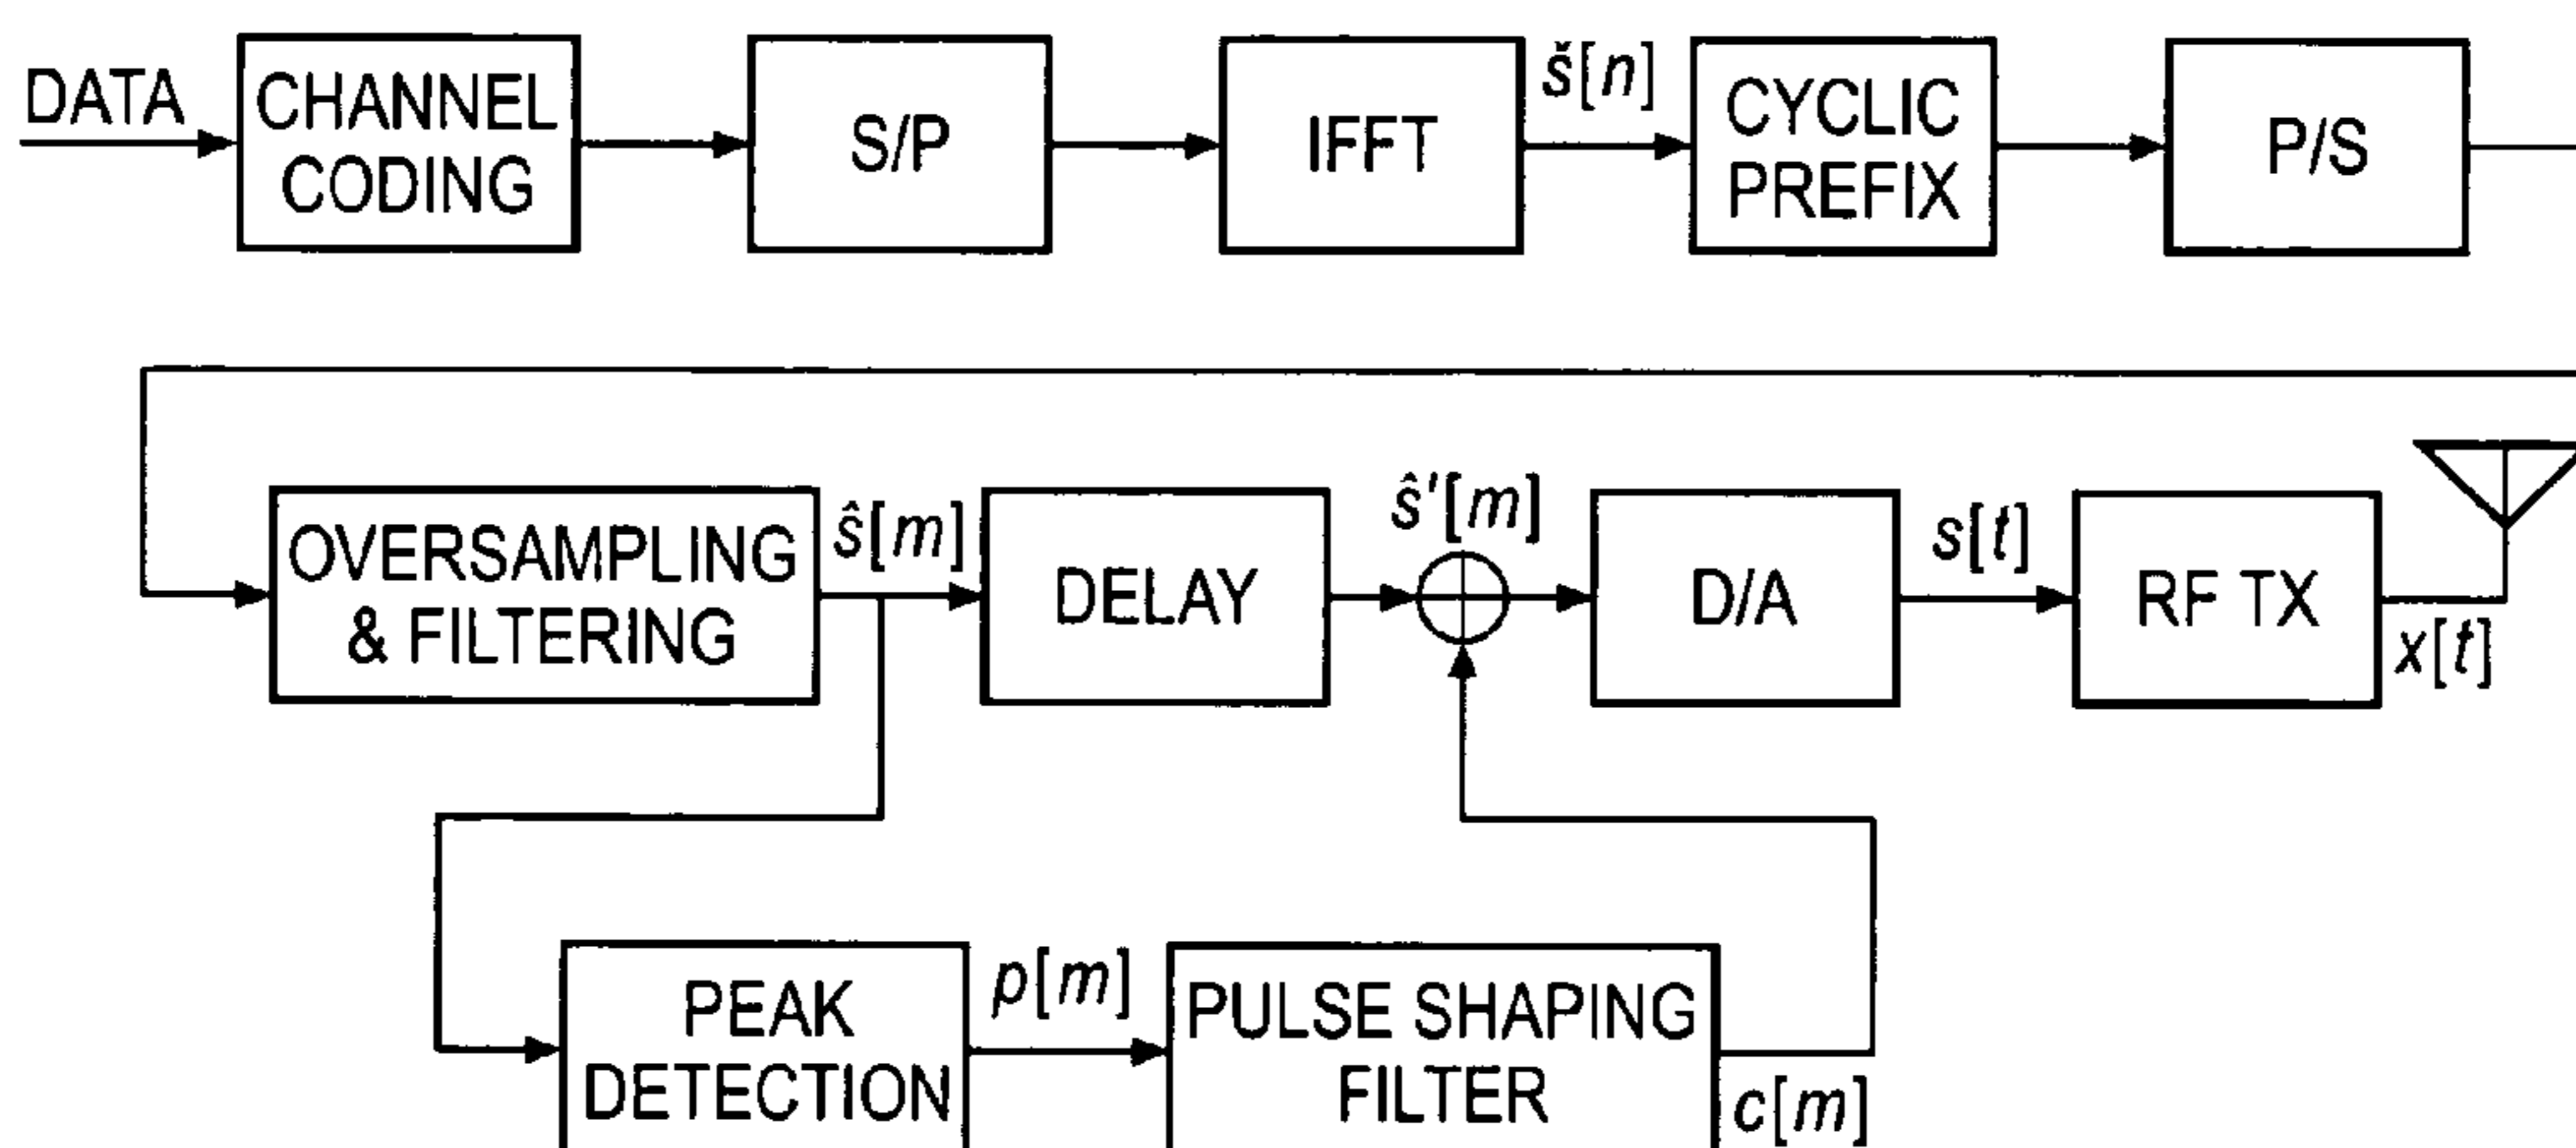 DATA
CHANNEL
CODING
S/P
IFFT
š[n]
CYCLIC
PREFIX
P/S
OVERSAMPLING
& FILTERING
ŝ[m]
DELAY
ŝ'[m]
D/A
s[t]
RF TX
x[t]
PEAK
DETECTION
p[m]
PULSE SHAPING
FILTER
c[m]